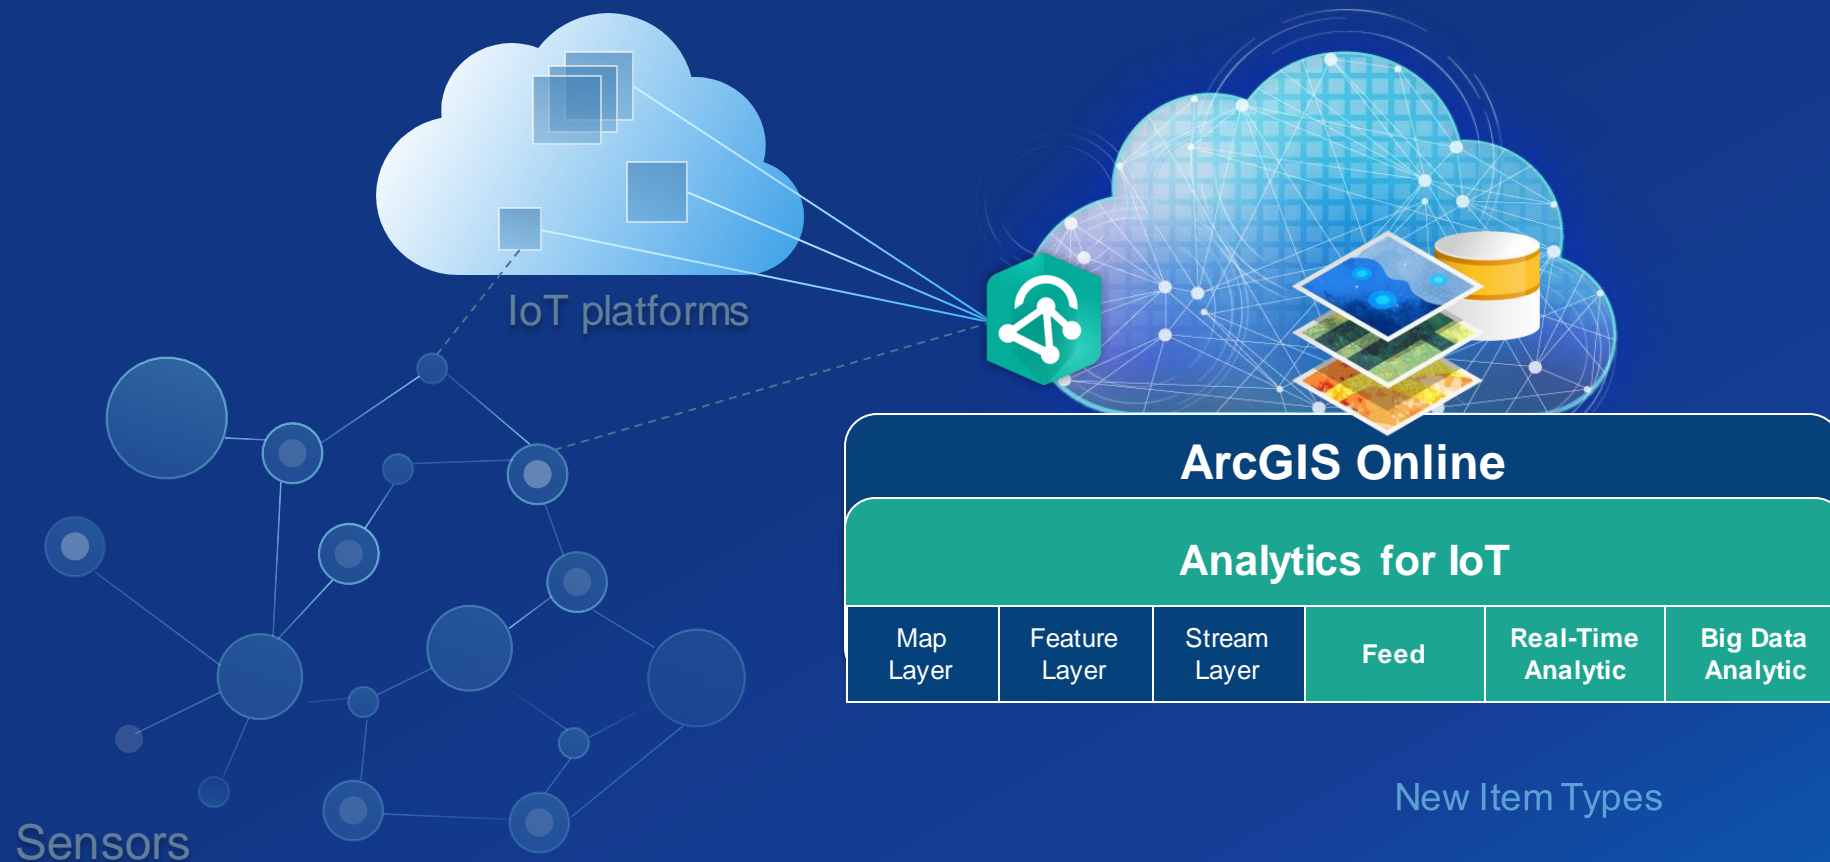 IoT platforms
ArcGIS Online
Analytics for IoT
Map
Layer
Feature
Layer
Stream
Layer
Feed
Real-Time
Analytic
Big Data
Analytic
New Item Types
Sensors